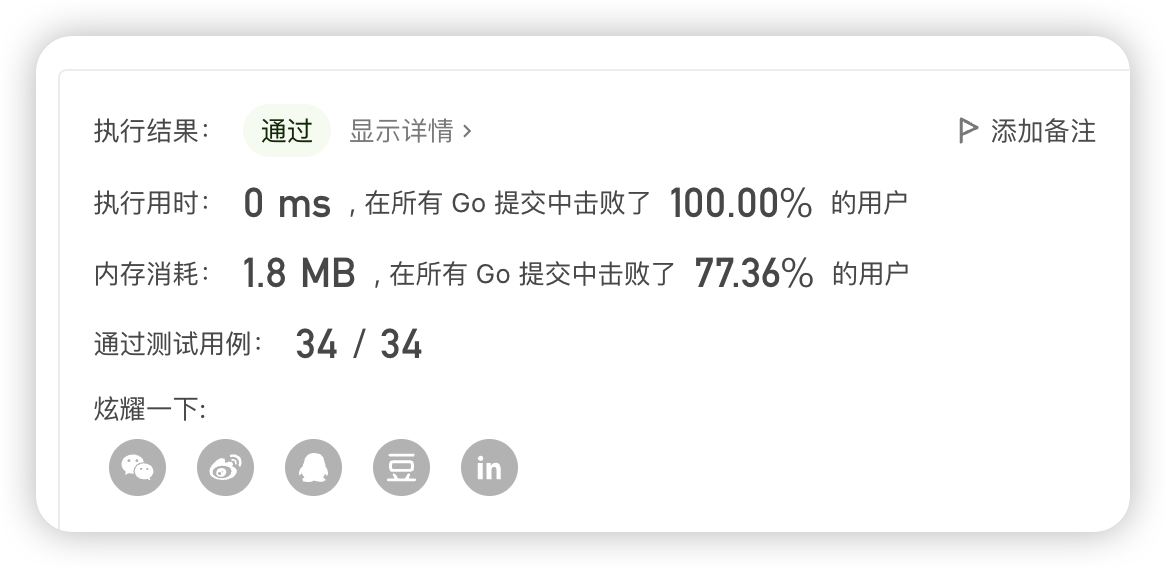 执行结果： 通过 显示详情 › 添加备注
执行用时： 0 ms , 在所有 Go 提交中击败了 100.00% 的用户
内存消耗： 1.8 MB , 在所有 Go 提交中击败了 77.36% 的用户
通过测试用例： 34 / 34
炫耀一下:
豆 in